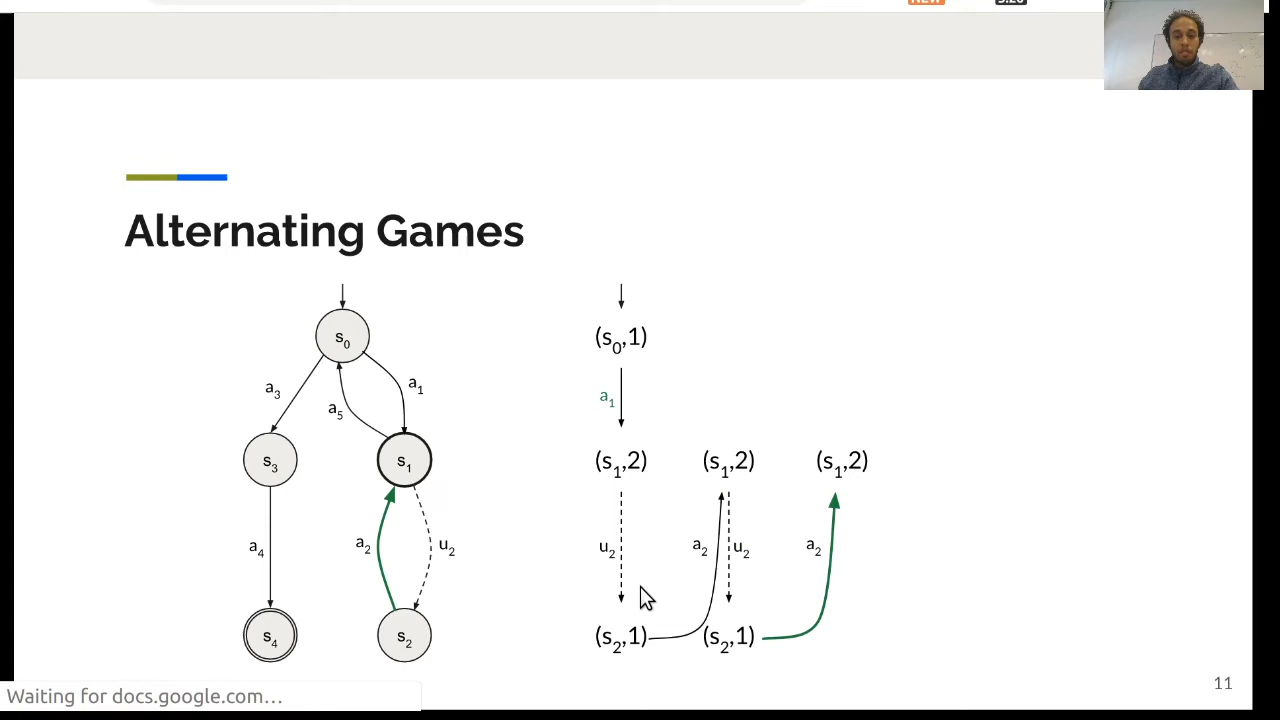 NEW
Alternating Games
s0
(s0,1)
a3
a1
a5
a1
s3
s1
(s1,2)
(s1,2)
(s1,2)
a4
a2
u2
u2
a2
u2
a2
s4
s2
(s2,1)
(s2,1)
11
Waiting for docs.google.com…